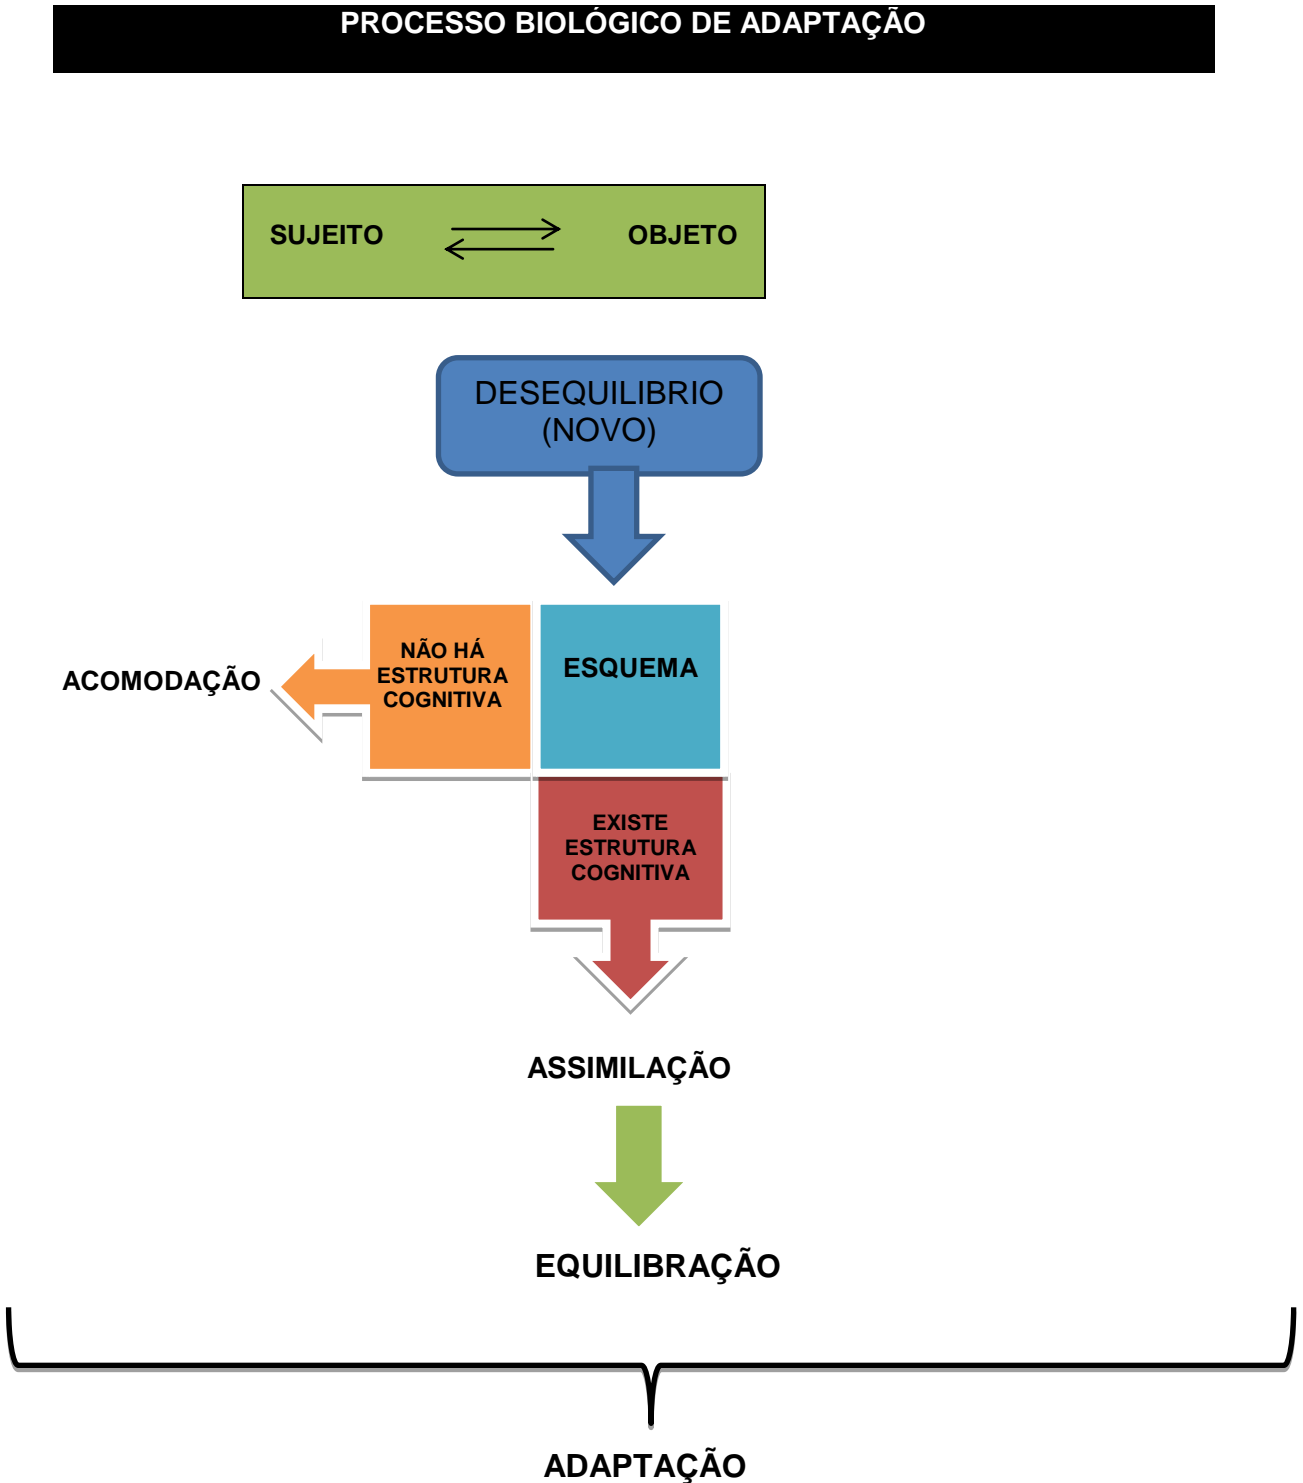 PROCESSO BIOLÓGICO DE ADAPTAÇÃO
SUJEITO OBJETO
DESEQUILIBRIO
(NOVO)
ACOMODAÇÃO
NÃO HÁ
ESTRUTURA
COGNITIVA
ESQUEMA
EXISTE
ESTRUTURA
COGNITIVA
ASSIMILAÇÃO
EQUILIBRAÇÃO
ADAPTAÇÃO